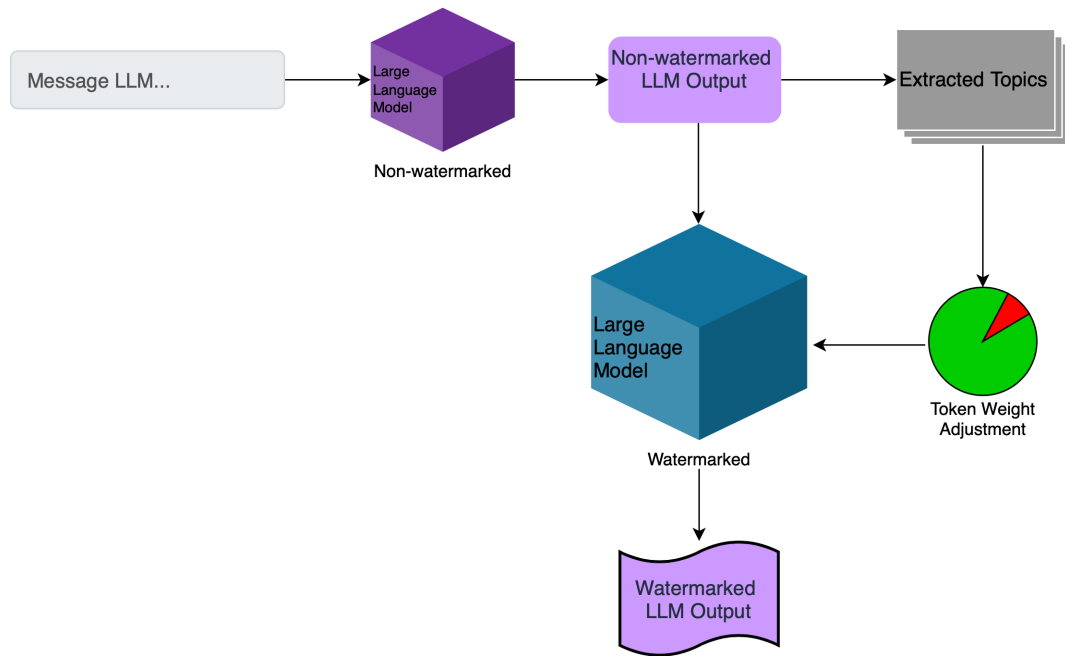 Message LLM...
Large
Language
Model
Non-watermarked
Non-watermarked
LLM Output
Extracted Topics
Large
Language
Model
Watermarked
Token Weight
Adjustment
Watermarked
LLM Output